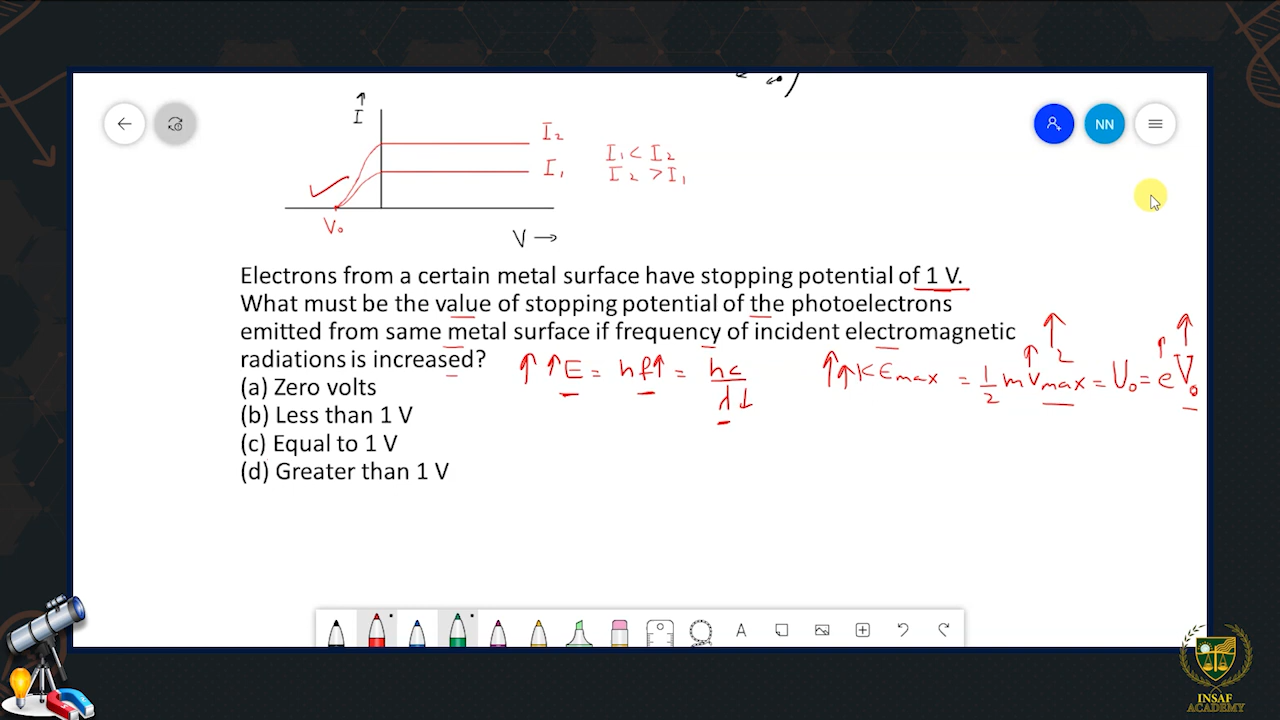 I
I₂
I₁ < I₂
I₁
I₂ > I₁
V₀
V →
NN
Electrons from a certain metal surface have stopping potential of 1 V.
What must be the value of stopping potential of the photoelectrons
emitted from same metal surface if frequency of incident electromagnetic
radiations is increased?
↑ ↑ E = hf↑ = hc/λ↓
↑↑ KEmax = 1/2 m Vmax² = U₀ = eV₀
(a) Zero volts
(b) Less than 1 V
(c) Equal to 1 V
(d) Greater than 1 V
A
INSAF
ACADEMY